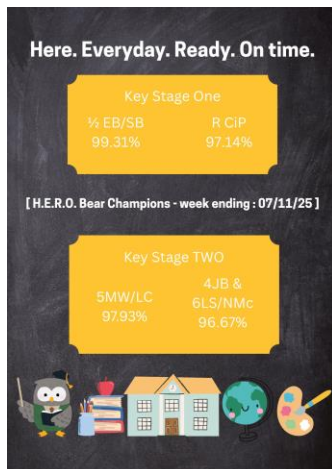 Here. Everyday. Ready. On time.
Key Stage One
½ EB/SB
99.31%
R CiP
97.14%
[ H.E.R.O. Bear Champions - week ending : 07/11/25 ]
Key Stage TWO
5MW/LC
97.93%
4JB &
6LS/NMc
96.67%